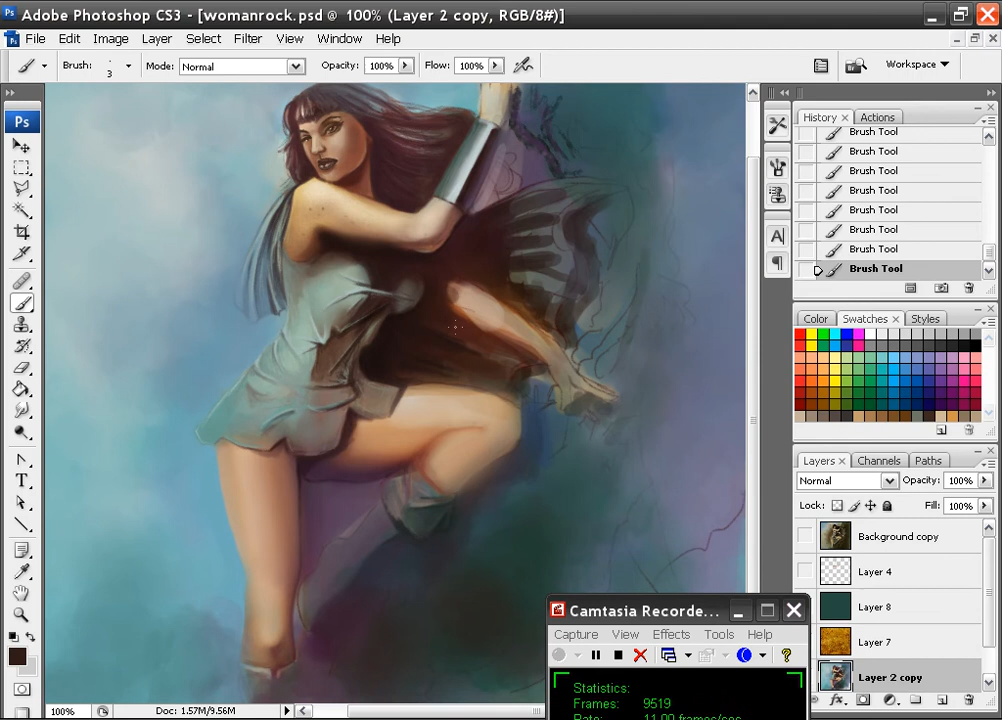 Adobe Photoshop CS3 - [womanrock.psd @ 100% (Layer 2 copy, RGB/8#)]
File Edit Image Layer Select Filter View Window Help
Brush: 3 Mode: Normal Opacity: 100% Flow: 100% Workspace
Ps
History Actions
Brush Tool
Brush Tool
Brush Tool
Brush Tool
Brush Tool
Brush Tool
Brush Tool
Brush Tool
Color Swatches Styles
Layers Channels Paths
Normal Opacity: 100%
Lock: Fill: 100%
Background copy
Layer 4
Layer 8
Layer 7
Layer 2 copy
Camtasia Recorde...
Capture View Effects Tools Help
Statistics:
Frames: 9519
100% Doc: 1.57M/9.56M